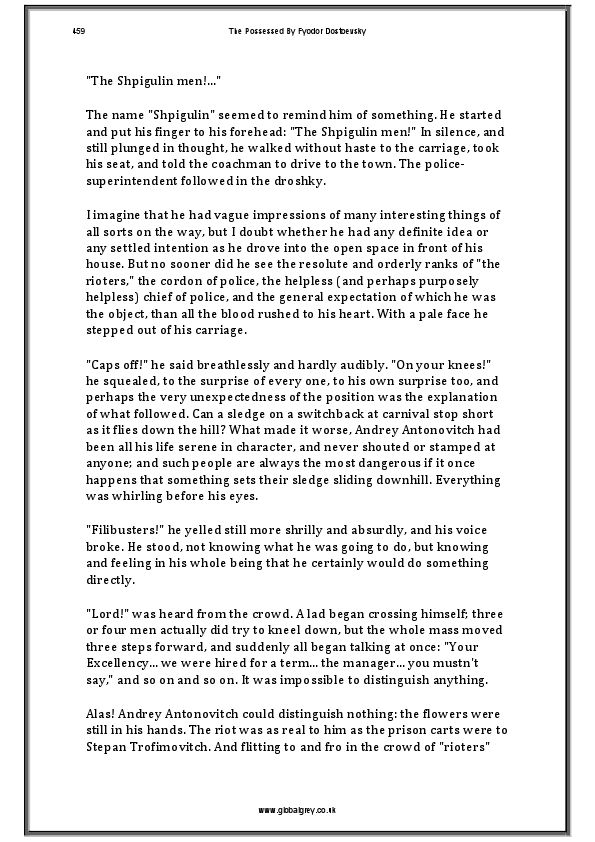 459
The Possessed By Fyodor Dostoevsky
"The Shpigulin men!..."
The name "Shpigulin" seemed to remind him of something. He started
and put his finger to his forehead: "The Shpigulin men!" In silence, and
still plunged in thought, he walked without haste to the carriage, took
his seat, and told the coachman to drive to the town. The police-
superintendent followed in the droshky.
I imagine that he had vague impressions of many interesting things of
all sorts on the way, but I doubt whether he had any definite idea or
any settled intention as he drove into the open space in front of his
house. But no sooner did he see the resolute and orderly ranks of "the
rioters," the cordon of police, the helpless (and perhaps purposely
helpless) chief of police, and the general expectation of which he was
the object, than all the blood rushed to his heart. With a pale face he
stepped out of his carriage.
"Caps off!" he said breathlessly and hardly audibly. "On your knees!"
he squealed, to the surprise of every one, to his own surprise too, and
perhaps the very unexpectedness of the position was the explanation
of what followed. Can a sledge on a switchback at carnival stop short
as it flies down the hill? What made it worse, Andrey Antonovitch had
been all his life serene in character, and never shouted or stamped at
anyone; and such people are always the most dangerous if it once
happens that something sets their sledge sliding downhill. Everything
was whirling before his eyes.
"Filibusters!" he yelled still more shrilly and absurdly, and his voice
broke. He stood, not knowing what he was going to do, but knowing
and feeling in his whole being that he certainly would do something
directly.
"Lord!" was heard from the crowd. A lad began crossing himself; three
or four men actually did try to kneel down, but the whole mass moved
three steps forward, and suddenly all began talking at once: "Your
Excellency... we were hired for a term... the manager... you mustn't
say," and so on and so on. It was impossible to distinguish anything.
Alas! Andrey Antonovitch could distinguish nothing: the flowers were
still in his hands. The riot was as real to him as the prison carts were to
Stepan Trofimovitch. And flitting to and fro in the crowd of "rioters"
www.globalgrey.co.uk